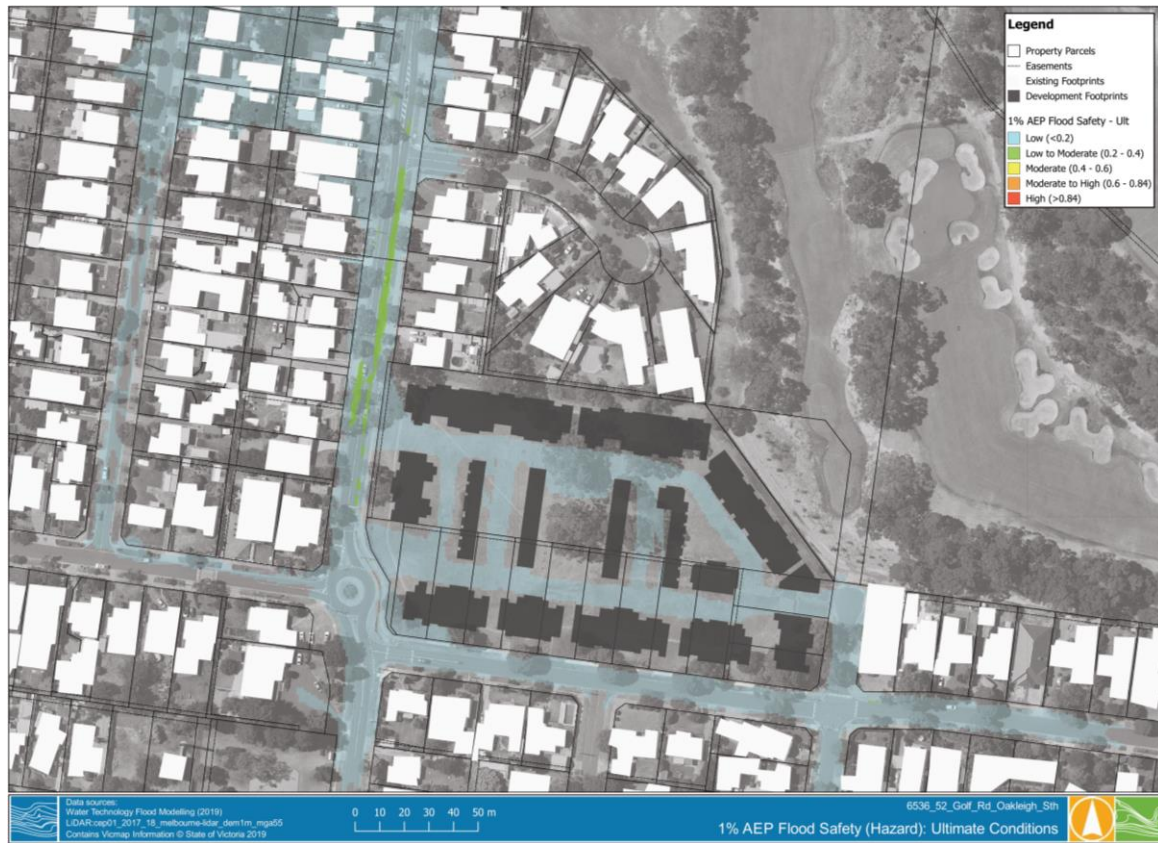 Legend
Property Parcels
Easements
Existing Footprints
Development Footprints
1% AEP Flood Safety - Ult
Low (<0.2)
Low to Moderate (0.2 - 0.4)
Moderate (0.4 - 0.6)
Moderate to High (0.6 - 0.84)
High (>0.84)
Data sources:
Water Technology Flood Modelling (2019)
LiDAR:cep01_2017_18_melbourne-lidar_dem1m_mga55
Contains Vicmap Information © State of Victoria 2019
0 10 20 30 40 50 m
6536_52_Golf_Rd_Oakleigh_Sth
1% AEP Flood Safety (Hazard): Ultimate Conditions